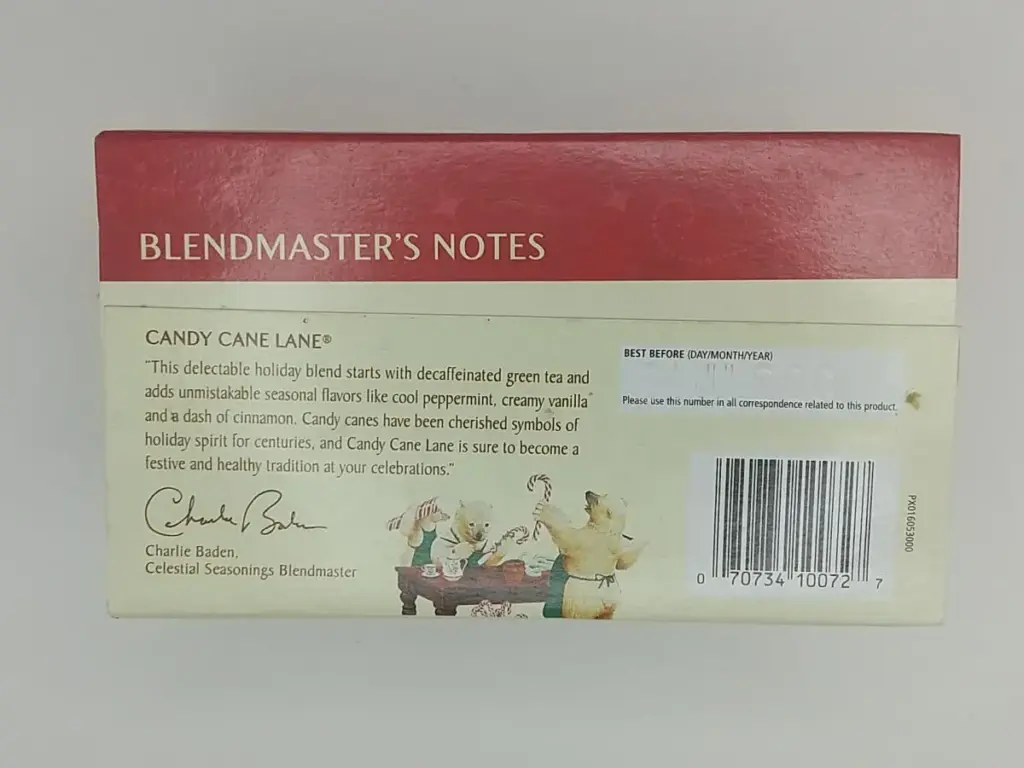 BLENDMASTER'S NOTES
CANDY CANE LANE®
"This delectable holiday blend starts with decaffeinated green tea and
adds unmistakable seasonal flavors like cool peppermint, creamy vanilla
and a dash of cinnamon. Candy canes have been cherished symbols of
holiday spirit for centuries, and Candy Cane Lane is sure to become a
festive and healthy tradition at your celebrations."
Charlie Baden
Charlie Baden,
Celestial Seasonings Blendmaster
BEST BEFORE (DAY/MONTH/YEAR)
Please use this number in all correspondence related to this product.
0 70734 10072 7
PX016053000